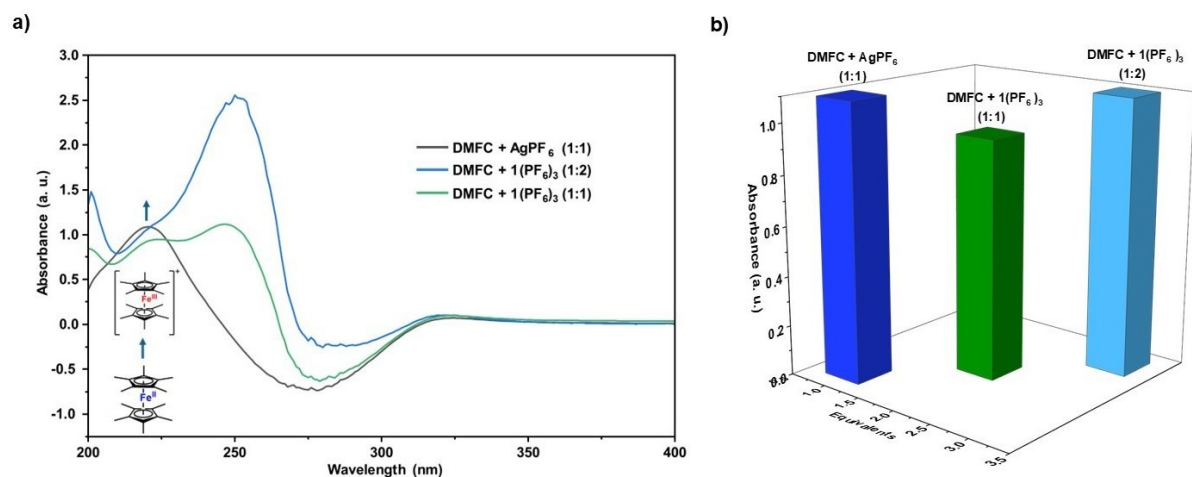 a)
3.0
2.5
2.0
1.5
1.0
0.5
0.0
-0.5
-1.0
Absorbance (a. u.)
DMFC + AgPF6 (1:1)
DMFC + 1(PF6)3 (1:2)
DMFC + 1(PF6)3 (1:1)
+
FeIII
FeII
200 250 300 350 400
Wavelength (nm)
b)
DMFC + AgPF6
(1:1)
DMFC + 1(PF6)3
(1:1)
DMFC + 1(PF6)3
(1:2)
1.0
0.8
0.6
0.4
0.2
0.0
Absorbance (a. u.)
1.0 1.5 2.0 2.5 3.0 3.5
Equivalents